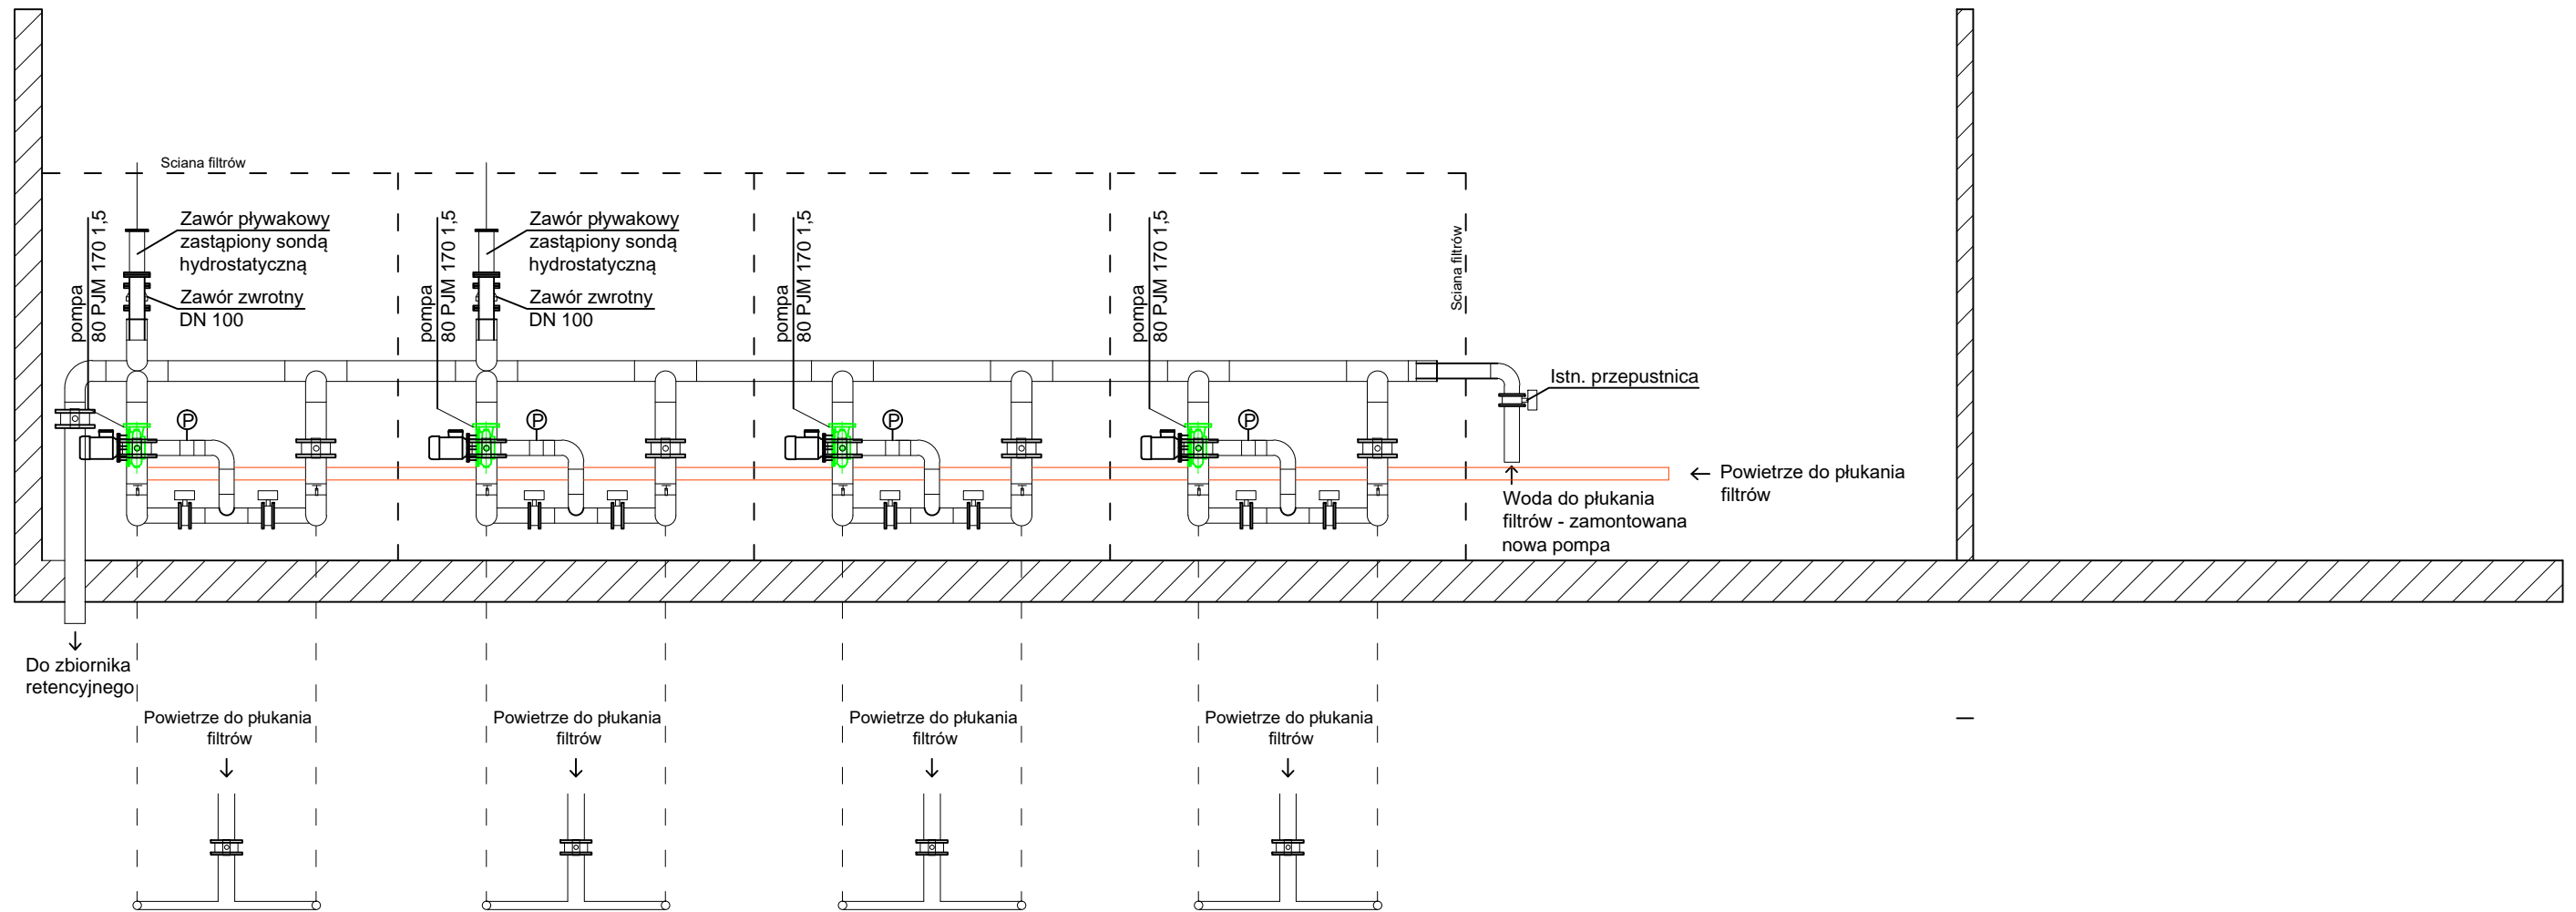 Sciana filtrów
pompa
80 PJM 170 1,5
Zawór pływakowy
zastąpiony sondą
hydrostatyczną
Zawór zwrotny
DN 100
pompa
80 PJM 170 1,5
Zawór pływakowy
zastąpiony sondą
hydrostatyczną
Zawór zwrotny
DN 100
pompa
80 PJM 170 1,5
pompa
80 PJM 170 1,5
Sciana filtrów
Istn. przepustnica
P
P
P
P
Powietrze do płukania
filtrów
Woda do płukania
filtrów - zamontowana
nowa pompa
Do zbiornika
retencyjnego
Powietrze do płukania
filtrów
Powietrze do płukania
filtrów
Powietrze do płukania
filtrów
Powietrze do płukania
filtrów